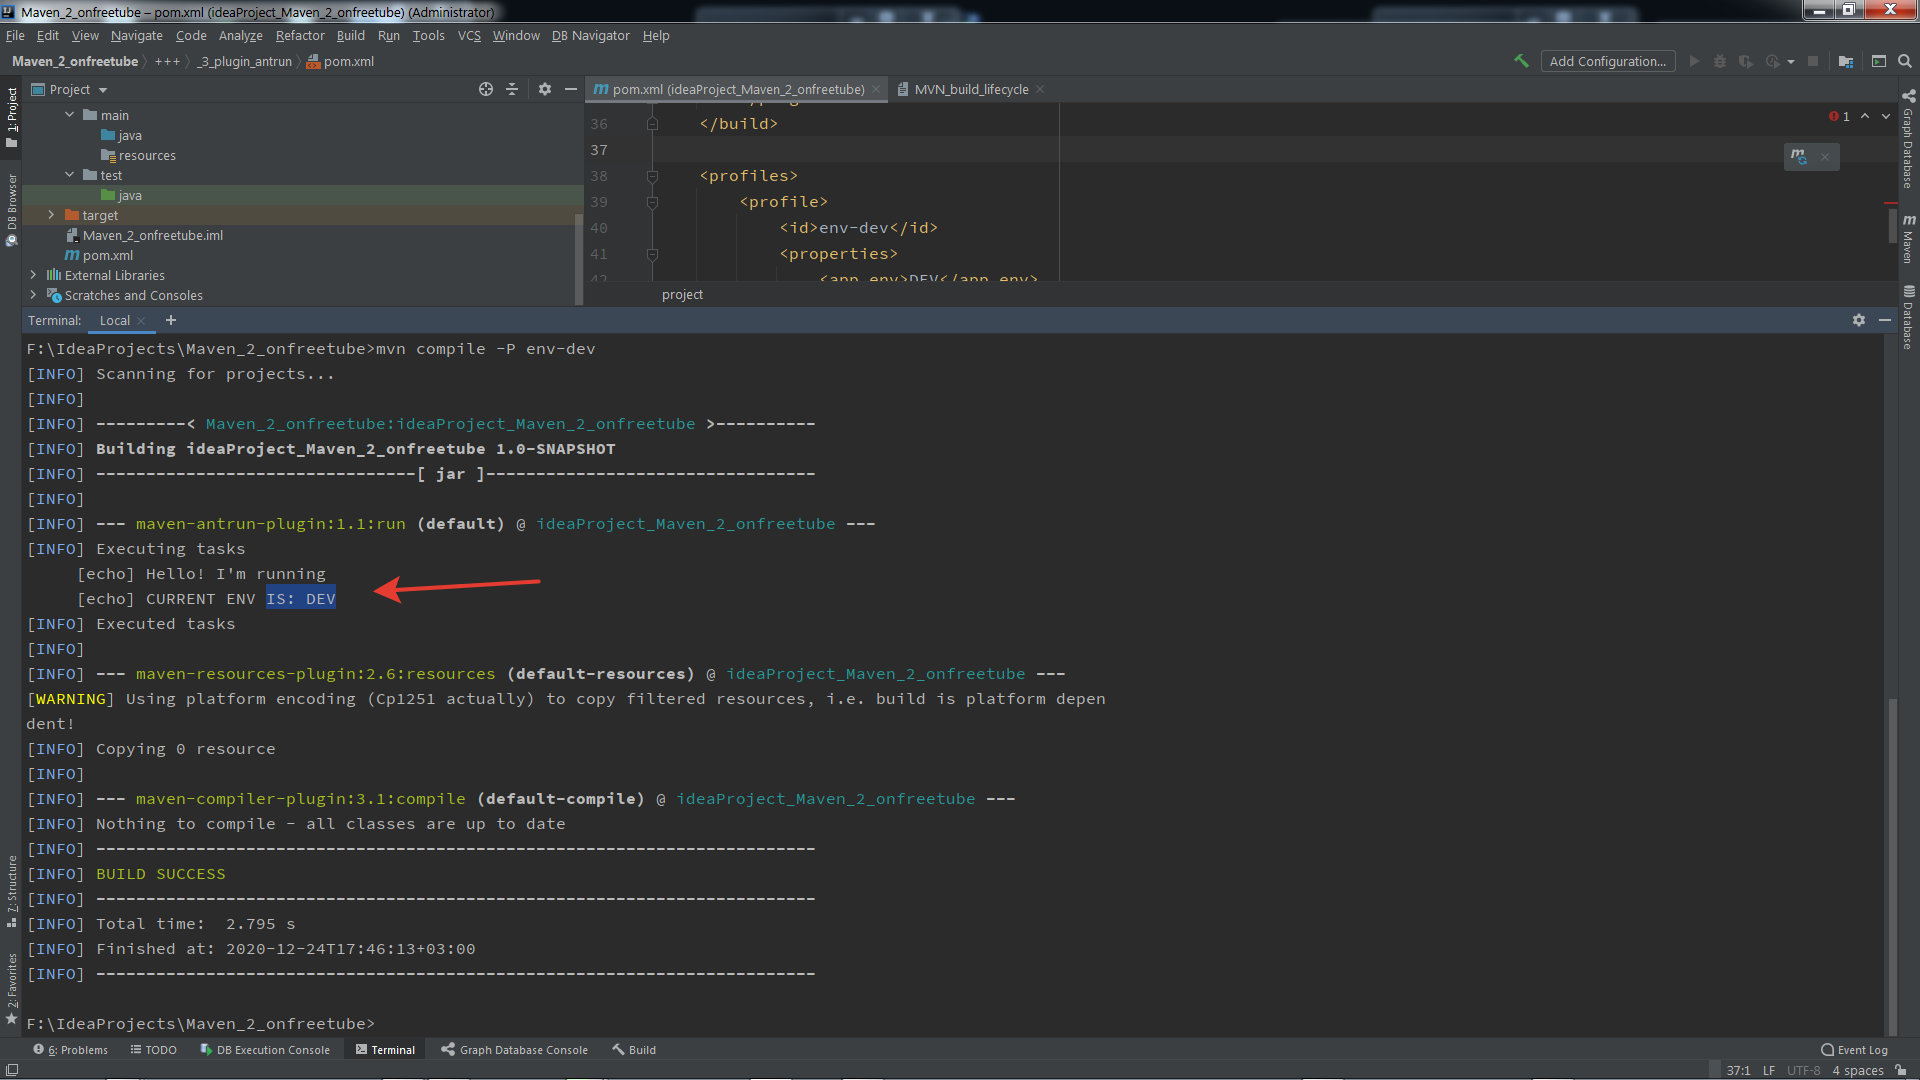 Maven_2_onfreetube – pom.xml (ideaProject_Maven_2_onfreetube) (Administrator)
File Edit View Navigate Code Analyze Refactor Build Run Tools VCS Window DB Navigator Help
Maven_2_onfreetube +++ _3_plugin_antrun pom.xml
Add Configuration...
Project
pom.xml (ideaProject_Maven_2_onfreetube)
MVN_build_lifecycle
main
java
resources
test
java
target
Maven_2_onfreetube.iml
pom.xml
External Libraries
Scratches and Consoles
36 </build>
37
38 <profiles>
39 <profile>
40 <id>env-dev</id>
41 <properties>
42 <app.env>DEV</app.env>
1
project
1: Project
DB Browser
7: Structure
2: Favorites
Graph Database
Maven
Database
Terminal: Local +
F:\IdeaProjects\Maven_2_onfreetube>mvn compile -P env-dev
[INFO] Scanning for projects...
[INFO]
[INFO] ---------< Maven_2_onfreetube:ideaProject_Maven_2_onfreetube >----------
[INFO] Building ideaProject_Maven_2_onfreetube 1.0-SNAPSHOT
[INFO] --------------------------------[ jar ]---------------------------------
[INFO]
[INFO] --- maven-antrun-plugin:1.1:run (default) @ ideaProject_Maven_2_onfreetube ---
[INFO] Executing tasks
[echo] Hello! I'm running
[echo] CURRENT ENV IS: DEV
[INFO] Executed tasks
[INFO]
[INFO] --- maven-resources-plugin:2.6:resources (default-resources) @ ideaProject_Maven_2_onfreetube ---
[WARNING] Using platform encoding (Cp1251 actually) to copy filtered resources, i.e. build is platform depen
dent!
[INFO] Copying 0 resource
[INFO]
[INFO] --- maven-compiler-plugin:3.1:compile (default-compile) @ ideaProject_Maven_2_onfreetube ---
[INFO] Nothing to compile - all classes are up to date
[INFO] ------------------------------------------------------------------------
[INFO] BUILD SUCCESS
[INFO] ------------------------------------------------------------------------
[INFO] Total time:  2.795 s
[INFO] Finished at: 2020-12-24T17:46:13+03:00
[INFO] ------------------------------------------------------------------------
F:\IdeaProjects\Maven_2_onfreetube>
6: Problems TODO DB Execution Console Terminal Graph Database Console Build Event Log
37:1 LF UTF-8 4 spaces